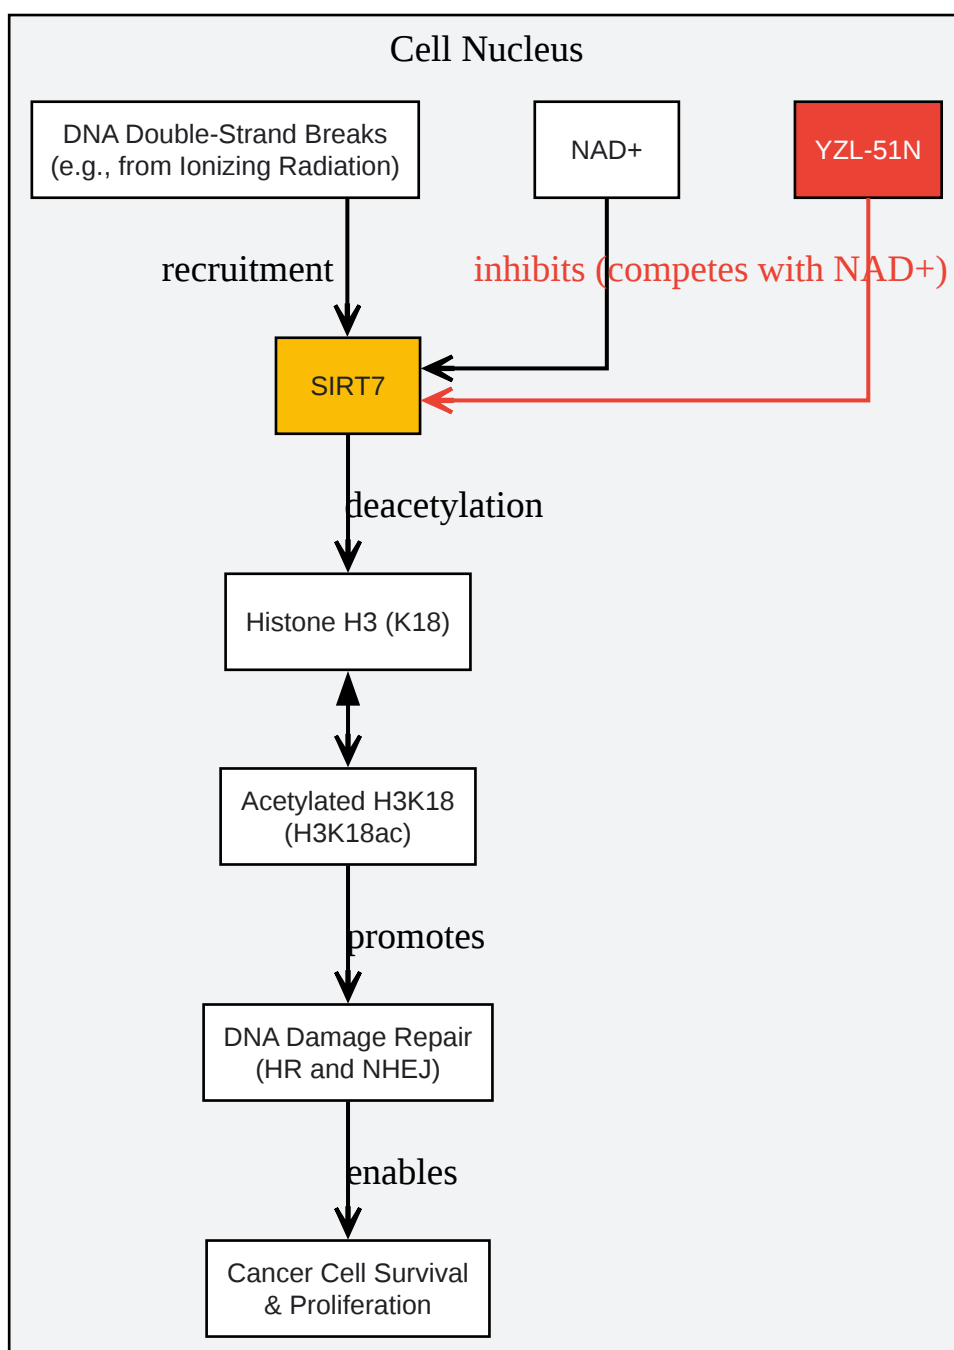 Cell Nucleus
DNA Double-Strand Breaks
(e.g., from Ionizing Radiation)
NAD+
YZL-51N
recruitment
inhibits (competes with NAD+)
SIRT7
deacetylation
Histone H3 (K18)
Acetylated H3K18
(H3K18ac)
promotes
DNA Damage Repair
(HR and NHEJ)
enables
Cancer Cell Survival
& Proliferation